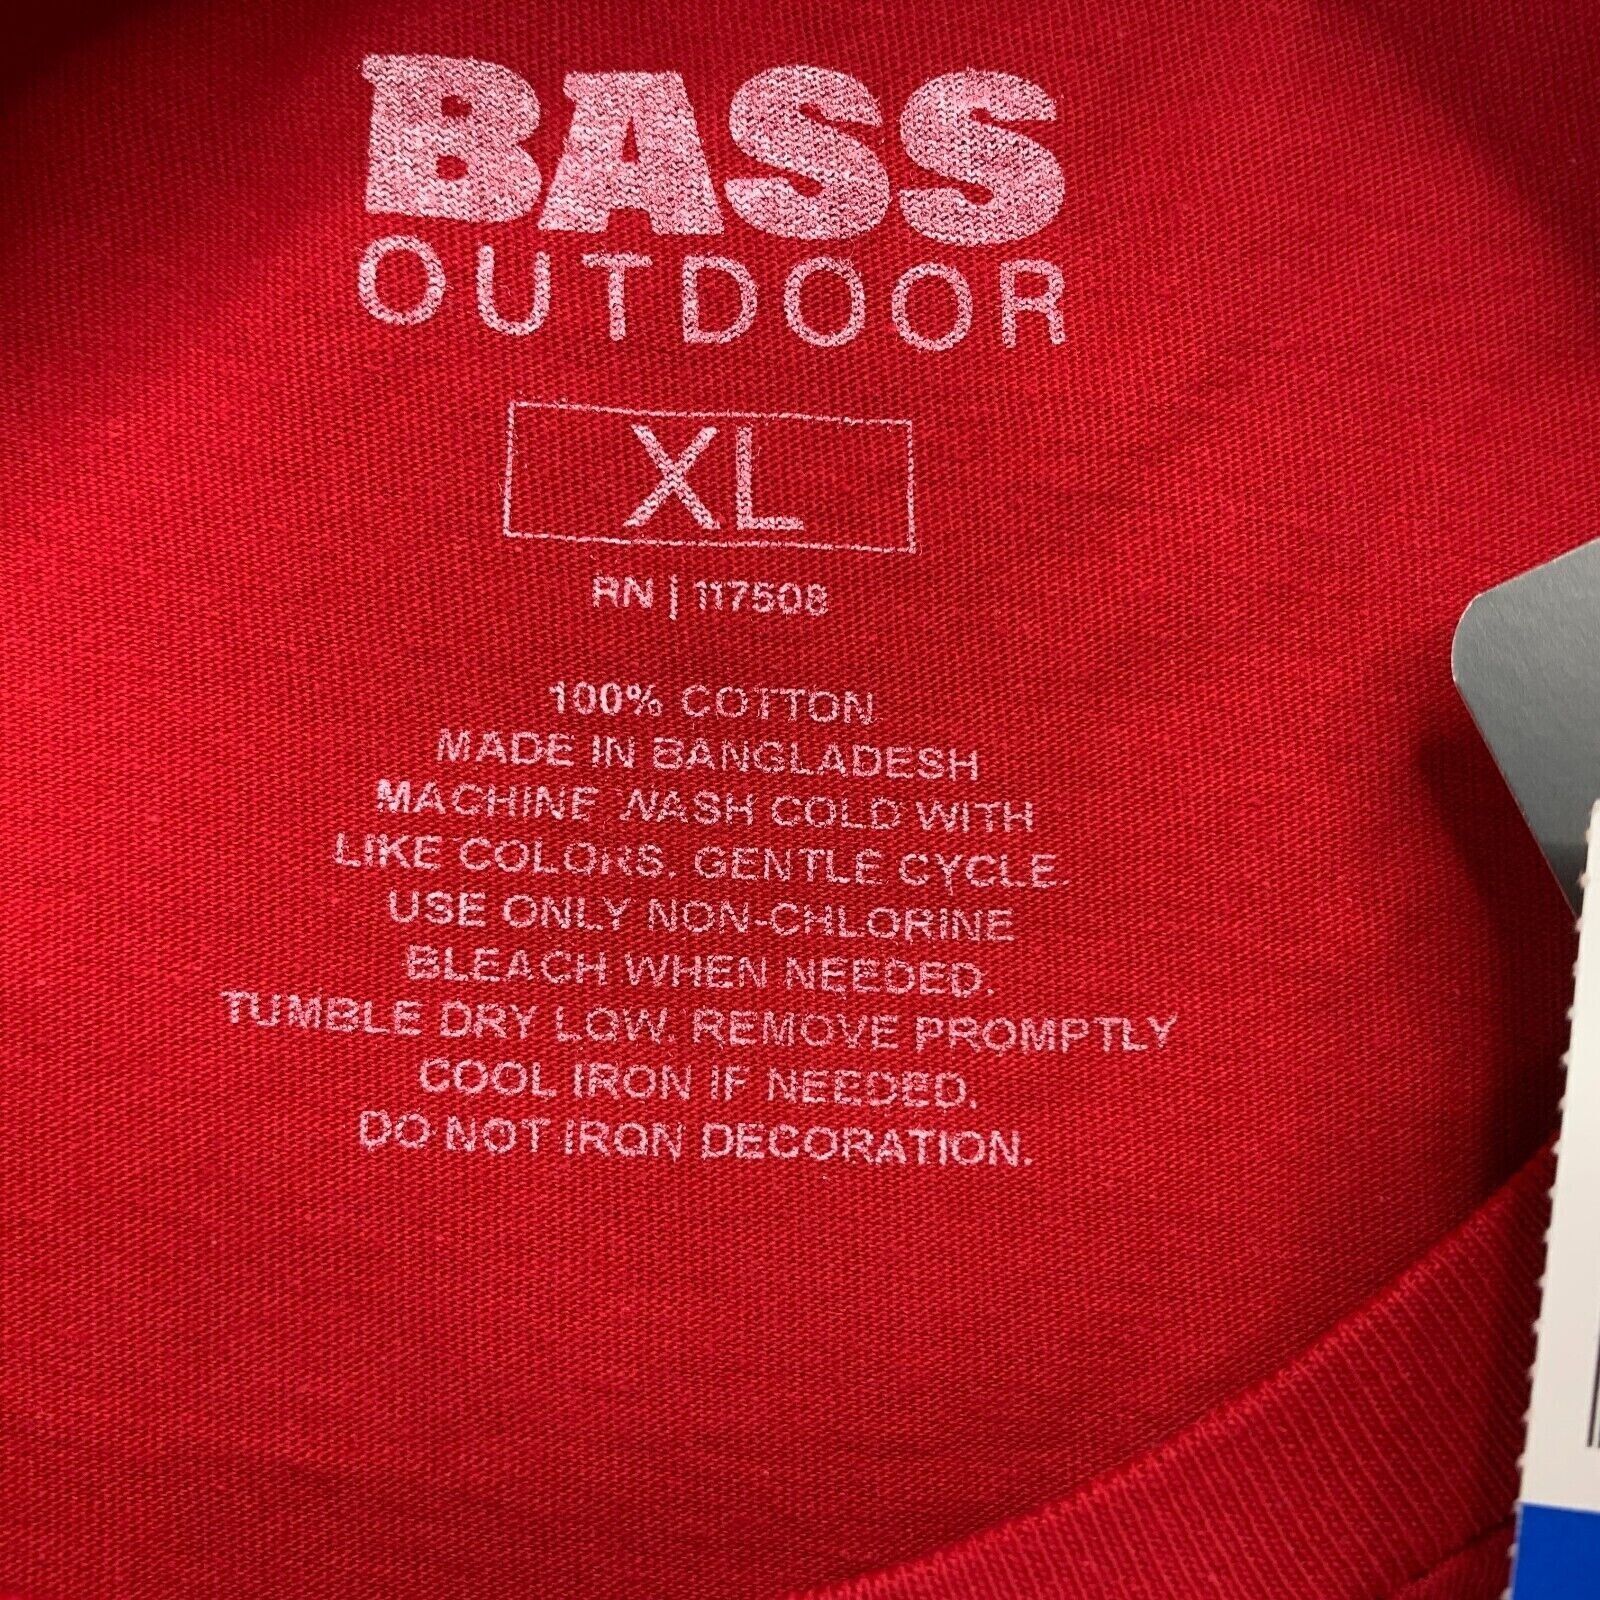 BASS
OUTDOOR
XL
RN | 117508
100% COTTON
MADE IN BANGLADESH
MACHINE WASH COLD WITH
LIKE COLORS. GENTLE CYCLE.
USE ONLY NON-CHLORINE
BLEACH WHEN NEEDED.
TUMBLE DRY LOW. REMOVE PROMPTLY
COOL IRON IF NEEDED.
DO NOT IRON DECORATION.